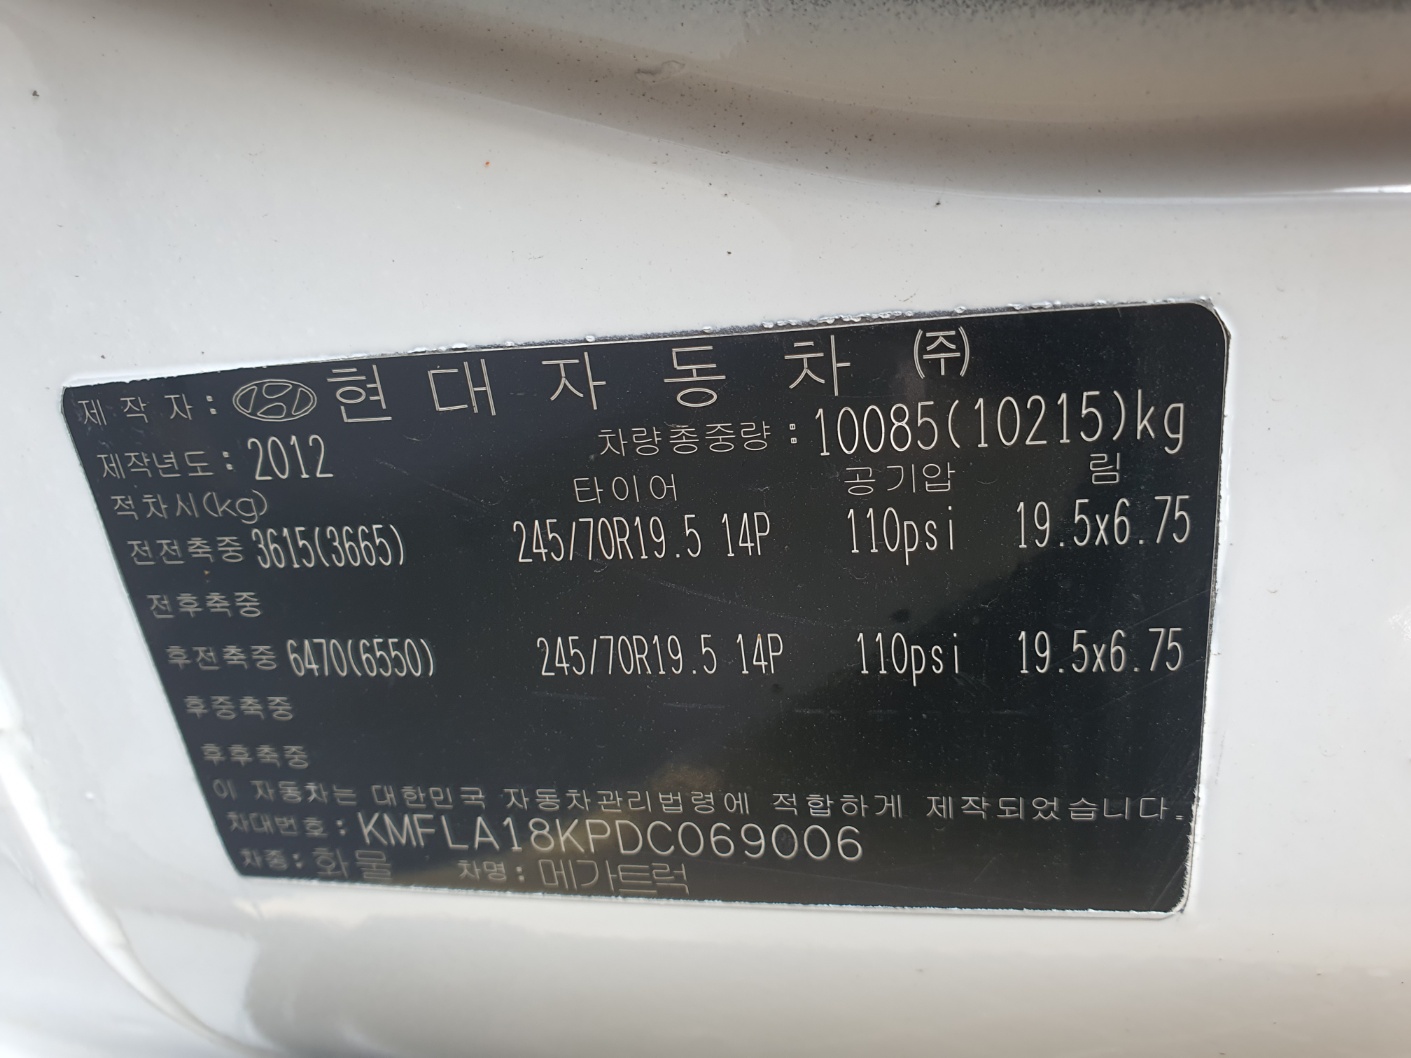 제 작 자 : 현 대 자 동 차 ㈜
제작년도 : 2012 차량총중량 : 10085(10215)kg
적차시(kg) 타이어 공기압 림
전전축중 3615(3665) 245/70R19.5 14P 110psi 19.5x6.75
전후축중
후전축중 6470(6550) 245/70R19.5 14P 110psi 19.5x6.75
후중축중
후후축중
이 자동차는 대한민국 자동차관리법령에 적합하게 제작되었습니다.
차대번호 : KMFLA18KPDC069006
차종 : 화물 차명 : 메가트럭